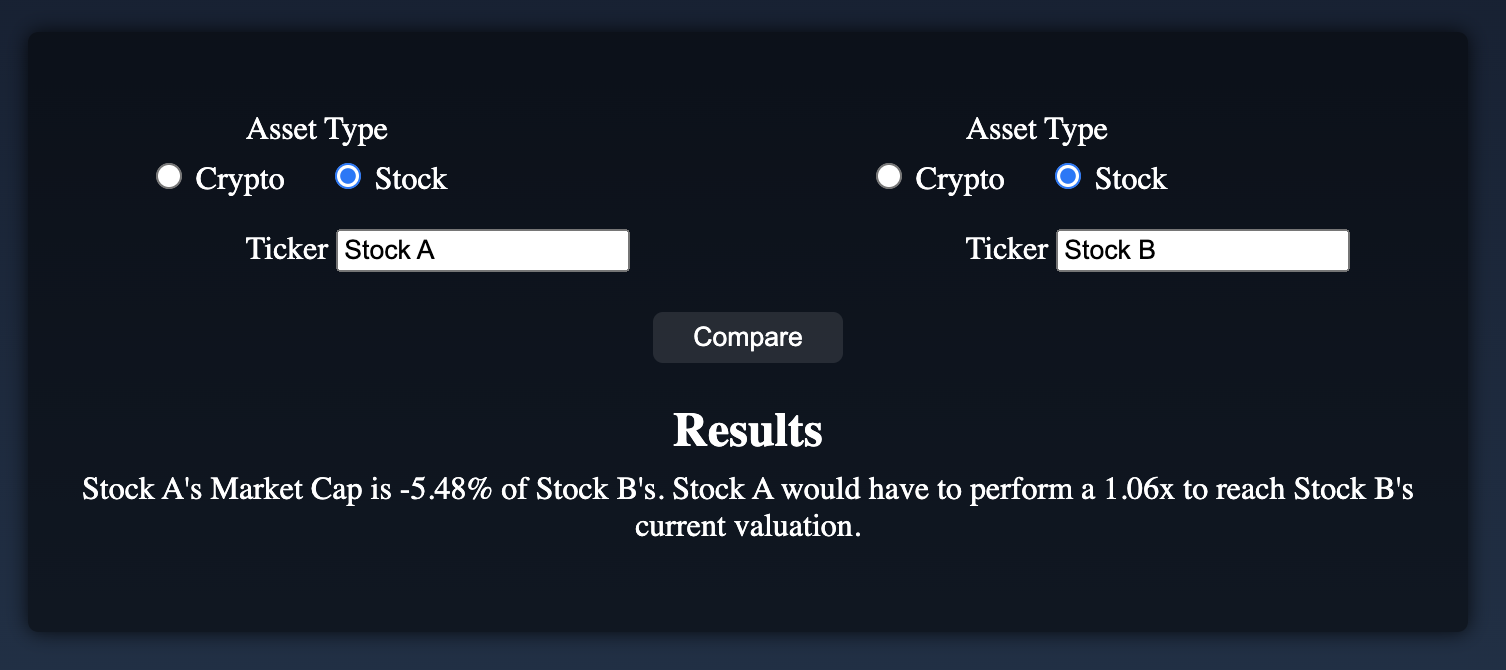 Asset Type
Crypto Stock
Ticker Stock A
Asset Type
Crypto Stock
Ticker Stock B
Compare
Results
Stock A's Market Cap is -5.48% of Stock B's. Stock A would have to perform a 1.06x to reach Stock B's
current valuation.